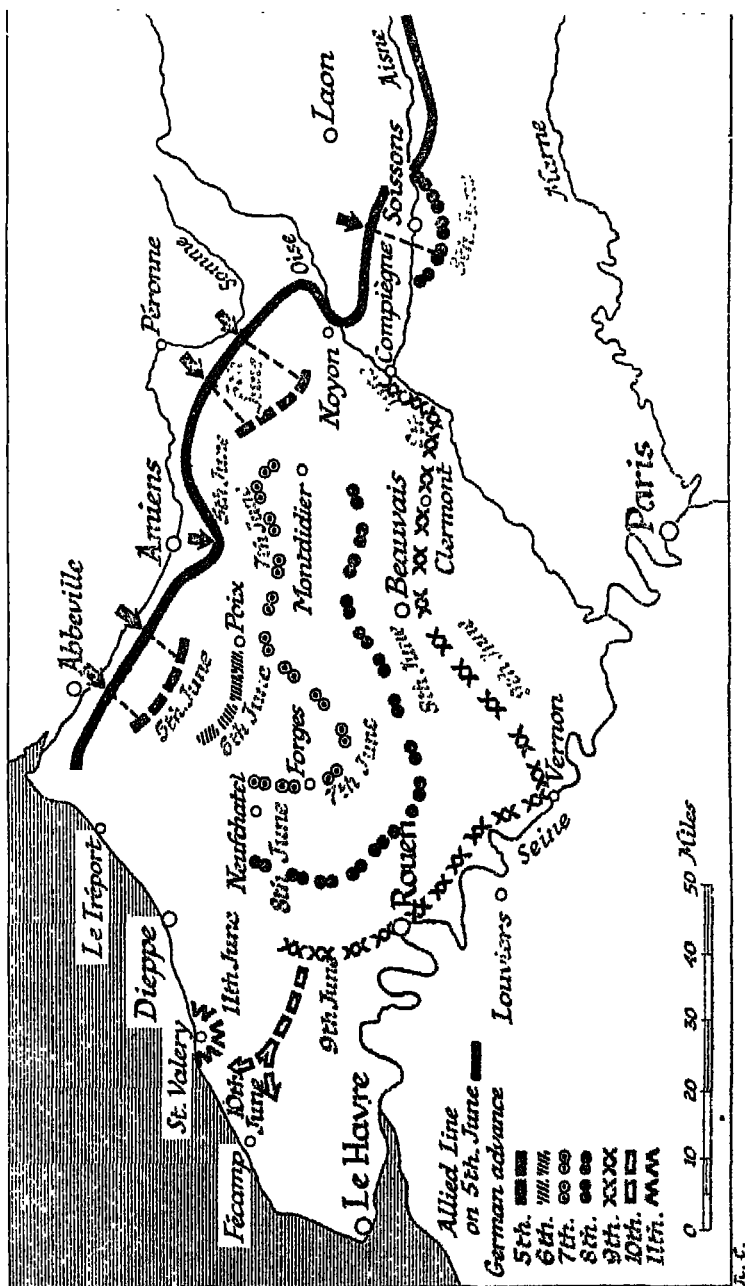 Abbeville
Amiens
Péronne
Somme
Oise
Laon
Aisne
Soissons
Compiègne
Noyon
Marne
5th June
5th June
8th June
Poix
6th June
7th June
Montdidier
Le Tréport
Dieppe
Neufchatel
Forges
7th June
8th June
8th June
Beauvais
Clermont
9th June
Paris
St. Valery
11th June
Fécamp
10th
June
9th June
Rouen
Vernon
Seine
Louviers
Le Havre
Allied Line
on 5th. June
German advance
5th.
6th.
7th.
8th.
9th.
10th.
11th.
0 10 20 30 40 50 Miles